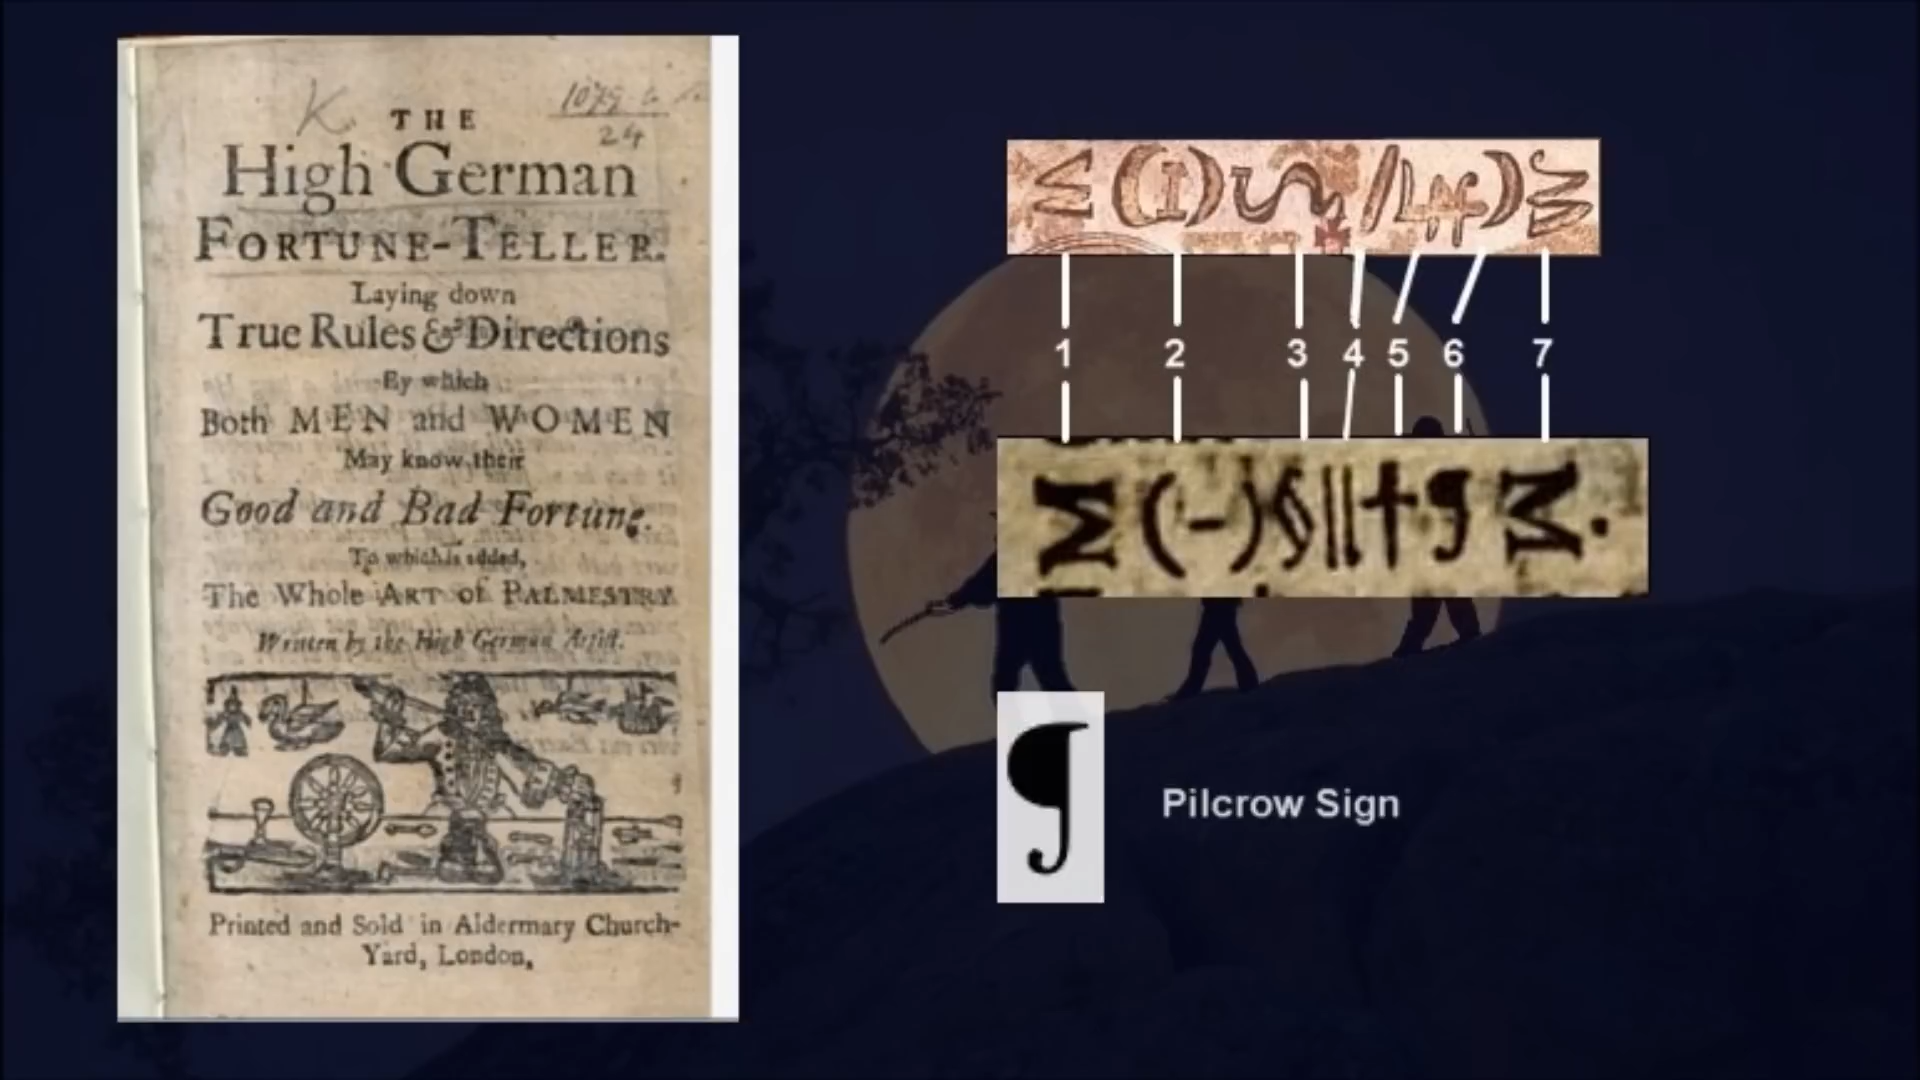 K
24
THE
High German
FORTUNE-TELLER.
Laying down
True Rules & Directions
By which
Both MEN and WOMEN
May know their
Good and Bad Fortune.
To which is added,
The Whole ART of PALMESTRY
Written by the High German Artist.
Printed and Sold in Aldermary Church-
Yard, London,
1 2 3 4 5 6 7
Σ (-) § || † ¶ Σ.
¶
Pilcrow Sign